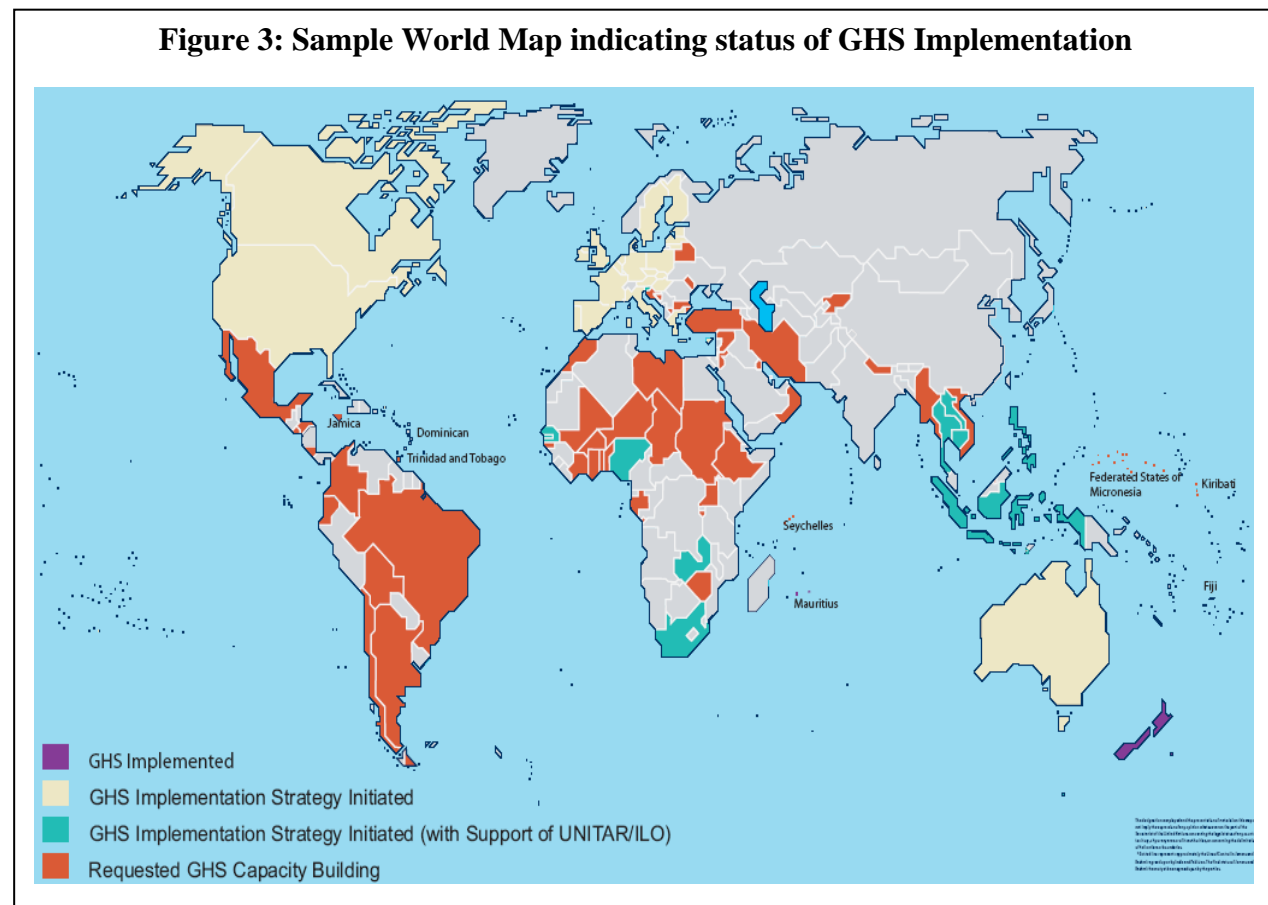 Figure 3: Sample World Map indicating status of GHS Implementation
Jamica
Dominican
Trinidad and Tobago
Seychelles
Mauritius
Federated States of
Micronesia
Kiribati
Fiji
GHS Implemented
GHS Implementation Strategy Initiated
GHS Implementation Strategy Initiated (with Support of UNITAR/ILO)
Requested GHS Capacity Building